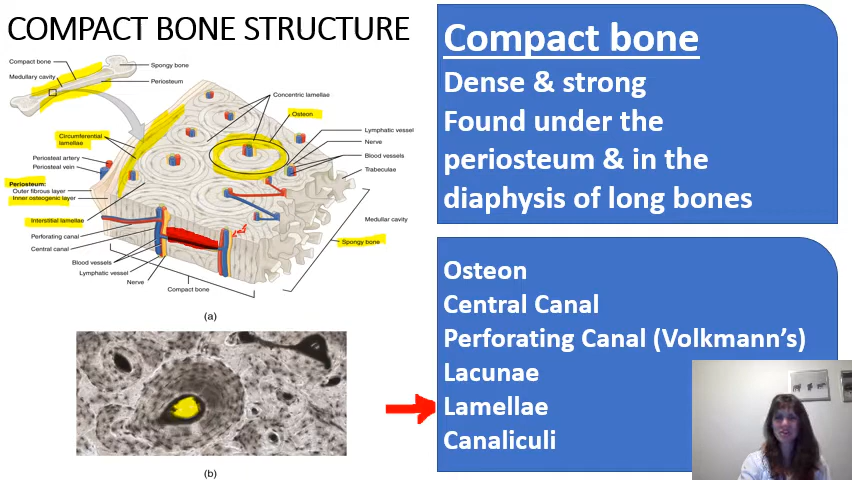 COMPACT BONE STRUCTURE
Compact bone
Medullary cavity
Spongy bone
Periosteum
Concentric lamellae
Osteon
Circumferential
lamellae
Lymphatic vessel
Nerve
Blood vessels
Trabeculae
Periosteal artery
Periosteal vein
Periosteum:
Outer fibrous layer
Inner osteogenic layer
Interstitial lamellae
Medullar cavity
Perforating canal
Central canal
Spongy bone
Blood vessels
Lymphatic vessel
Nerve
Compact bone
(a)
(b)
Compact bone
Dense & strong
Found under the
periosteum & in the
diaphysis of long bones
Osteon
Central Canal
Perforating Canal (Volkmann's)
Lacunae
Lamellae
Canaliculi